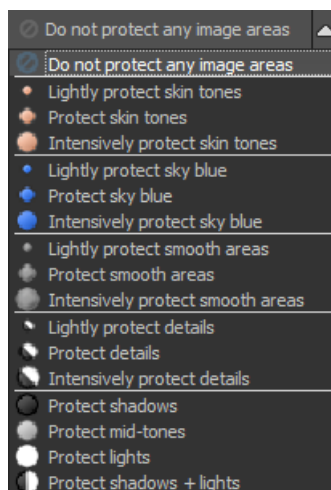 Do not protect any image areas
Do not protect any image areas
Lightly protect skin tones
Protect skin tones
Intensively protect skin tones
Lightly protect sky blue
Protect sky blue
Intensively protect sky blue
Lightly protect smooth areas
Protect smooth areas
Intensively protect smooth areas
Lightly protect details
Protect details
Intensively protect details
Protect shadows
Protect mid-tones
Protect lights
Protect shadows + lights